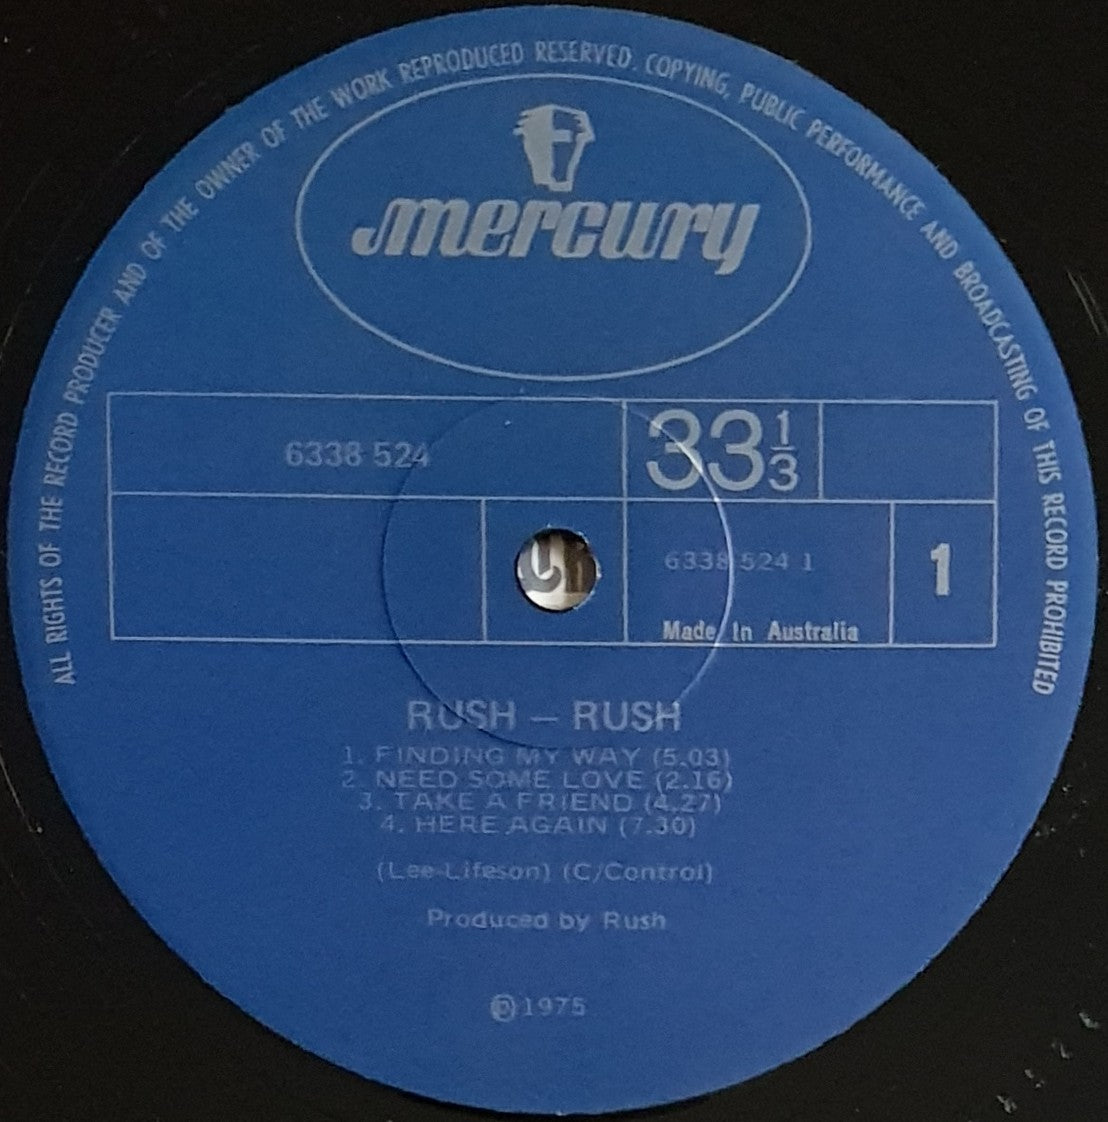 ALL RIGHTS OF THE RECORD PRODUCER AND OF THE OWNER OF THE WORK REPRODUCED RESERVED. COPYING, PUBLIC PERFORMANCE AND BROADCASTING OF THIS RECORD PROHIBITED
mercury
6338 524
33 1/3
6338 524 1
1
Made In Australia
RUSH — RUSH
1. FINDING MY WAY (5.03)
2. NEED SOME LOVE (2.16)
3. TAKE A FRIEND (4.27)
4. HERE AGAIN (7.30)
(Lee-Lifeson) (C/Control)
Produced by Rush
℗1975